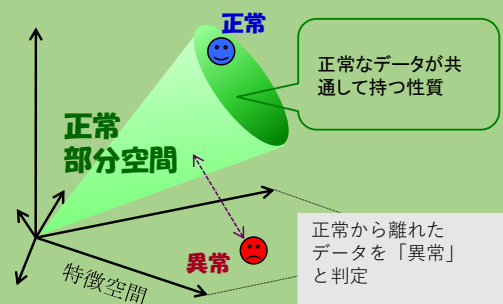 正常
正常なデータが共
通して持つ性質
正常
部分空間
異常
正常から離れた
データを「異常」
と判定
特徴空間